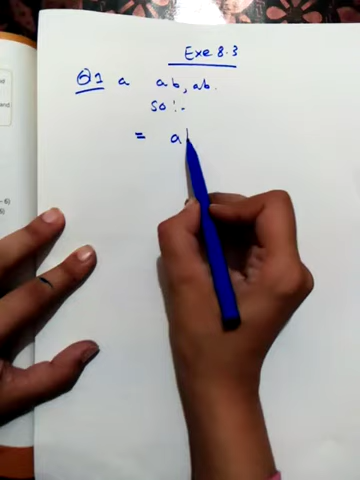 Exe 8.3
Q1 a ab, ab.
So :-
= a